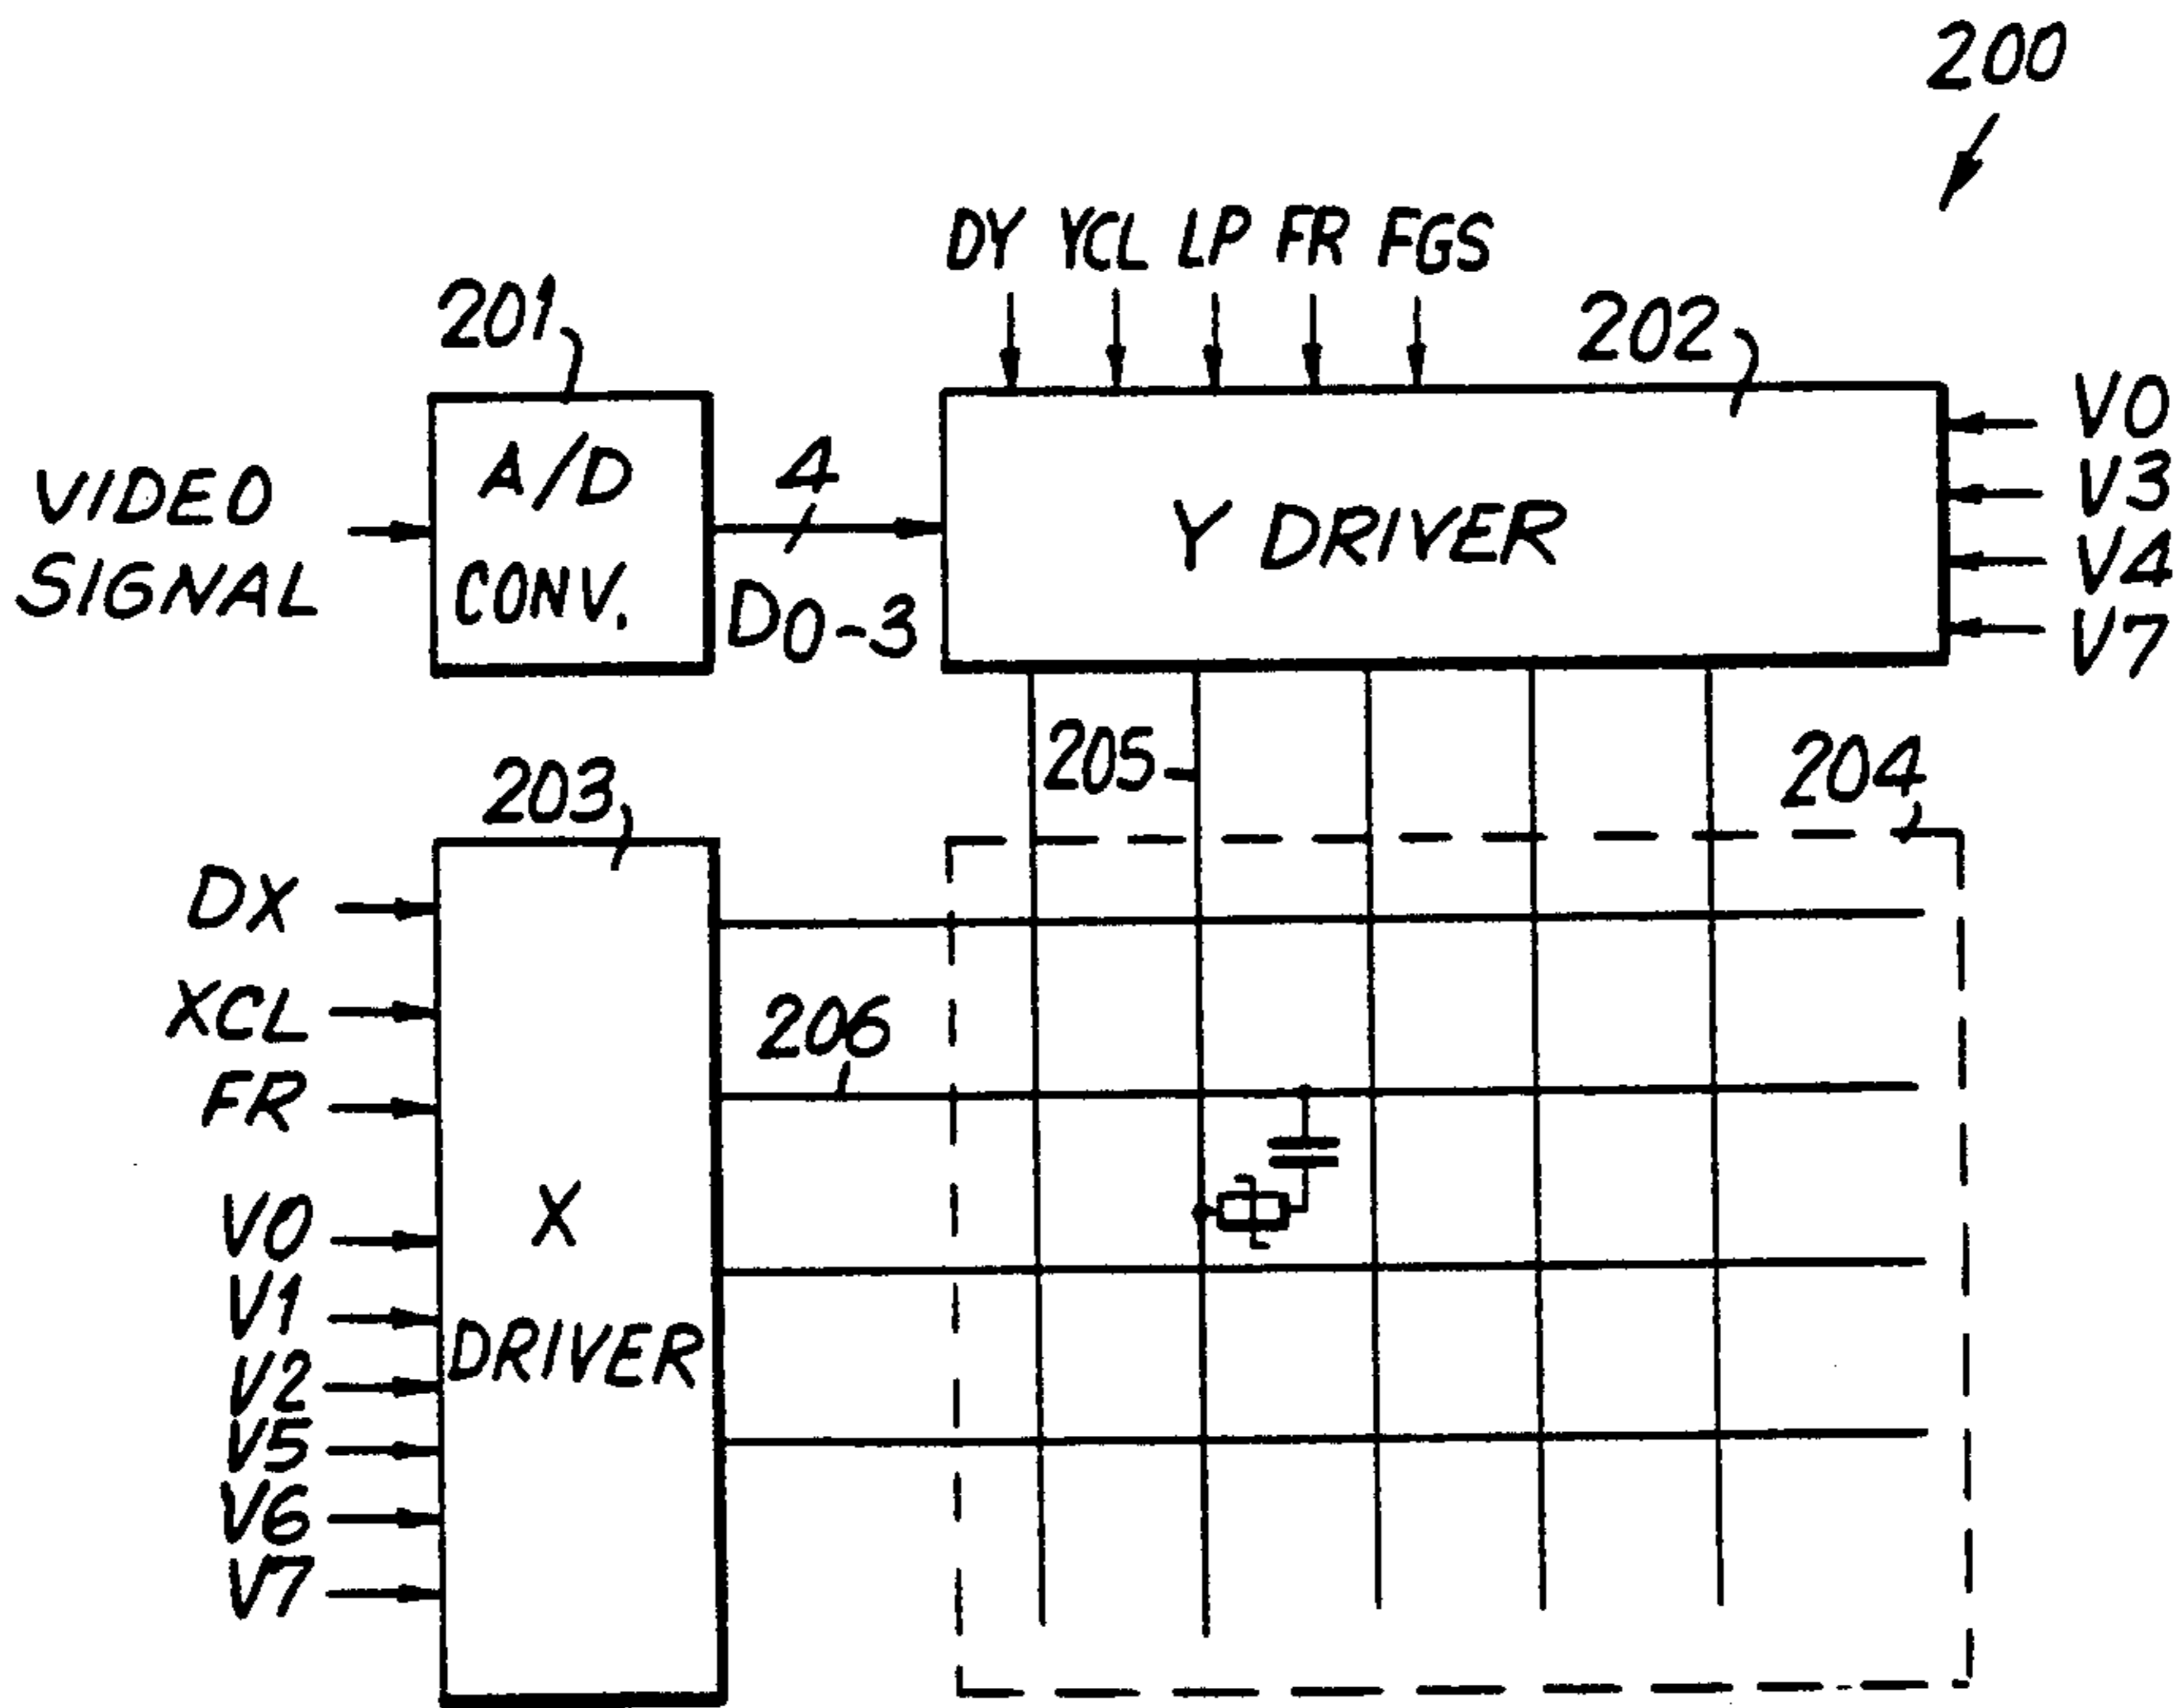 200
DY YCL LP FR FGS
201
202
VIDEO
SIGNAL
A/D
CONV.
4
D0-3
Y DRIVER
V0
V3
V4
V7
205
204
203
DX
XCL
FR
206
V0
V1
V2
V5
V6
V7
X
DRIVER